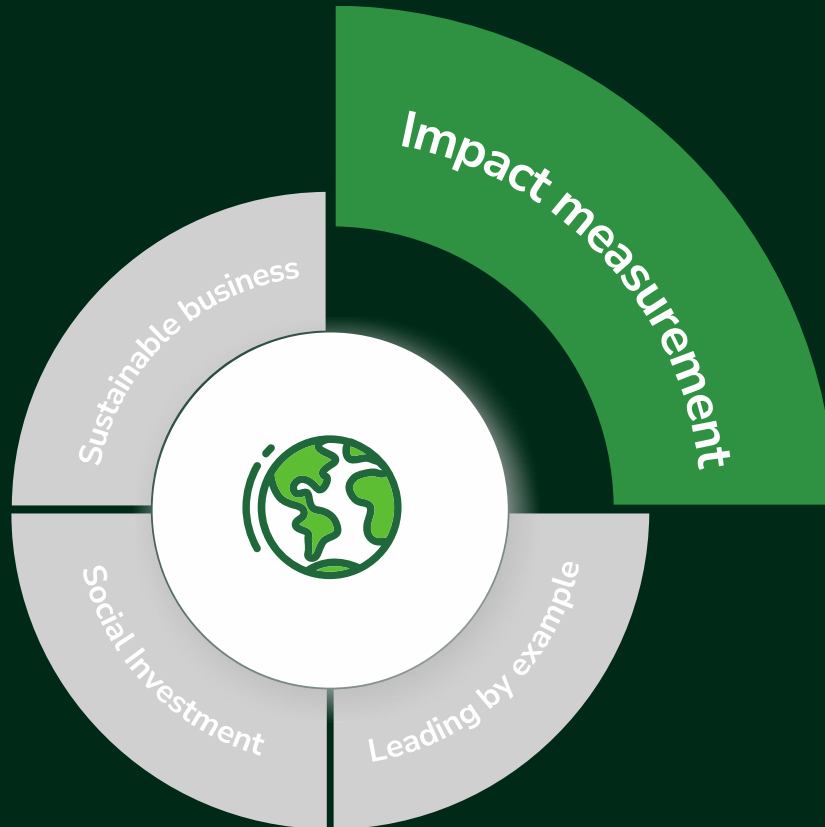 Impact measurement
Sustainable business
Social Investment
Leading by example